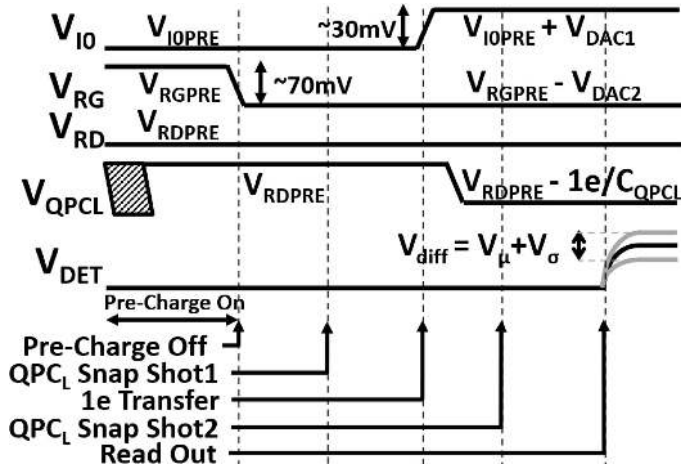 V_I0 V_I0PRE ~30mV V_I0PRE + V_DAC1
V_RG V_RGPRE ~70mV V_RGPRE - V_DAC2
V_RD V_RDPRE
V_QPCL V_RDPRE V_RDPRE - 1e/C_QPCL
V_DET V_diff = V_μ+V_σ
Pre-Charge On
Pre-Charge Off
QPC_L Snap Shot1
1e Transfer
QPC_L Snap Shot2
Read Out